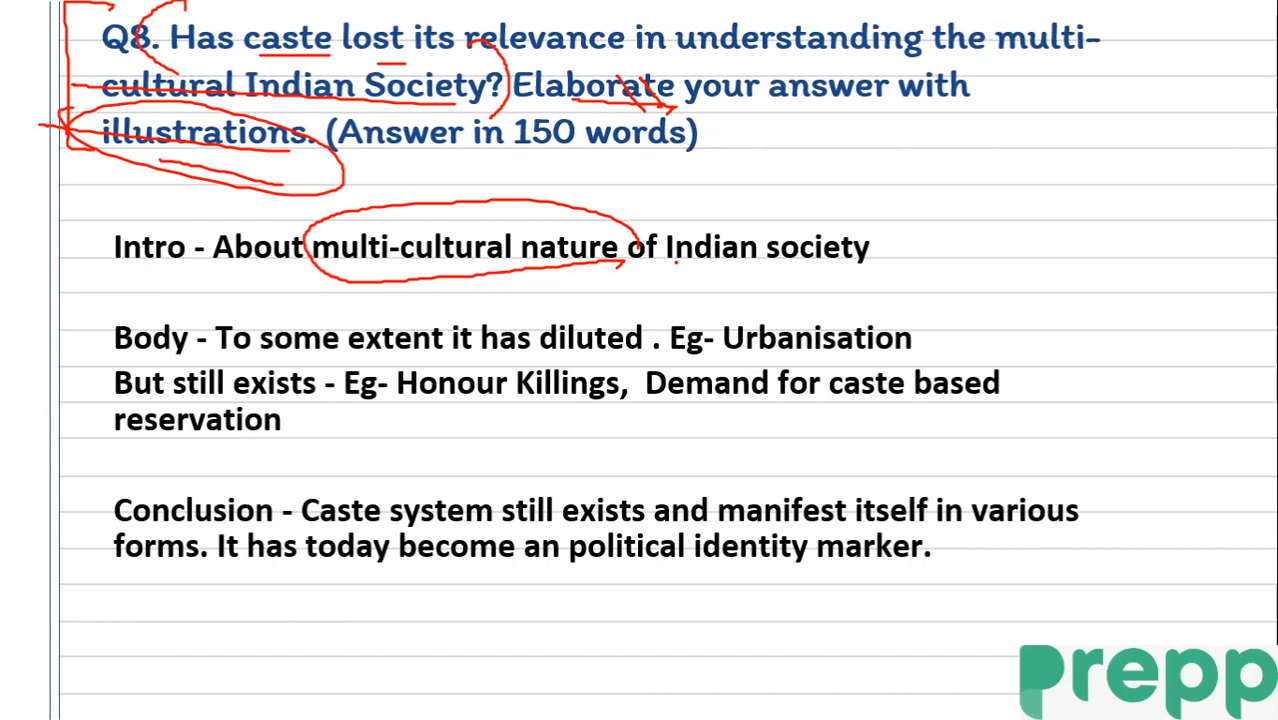 Q8. Has caste lost its relevance in understanding the multi-
cultural Indian Society? Elaborate your answer with
illustrations. (Answer in 150 words)
Intro - About multi-cultural nature of Indian society
Body - To some extent it has diluted . Eg- Urbanisation
But still exists - Eg- Honour Killings, Demand for caste based
reservation
Conclusion - Caste system still exists and manifest itself in various
forms. It has today become an political identity marker.
prepp